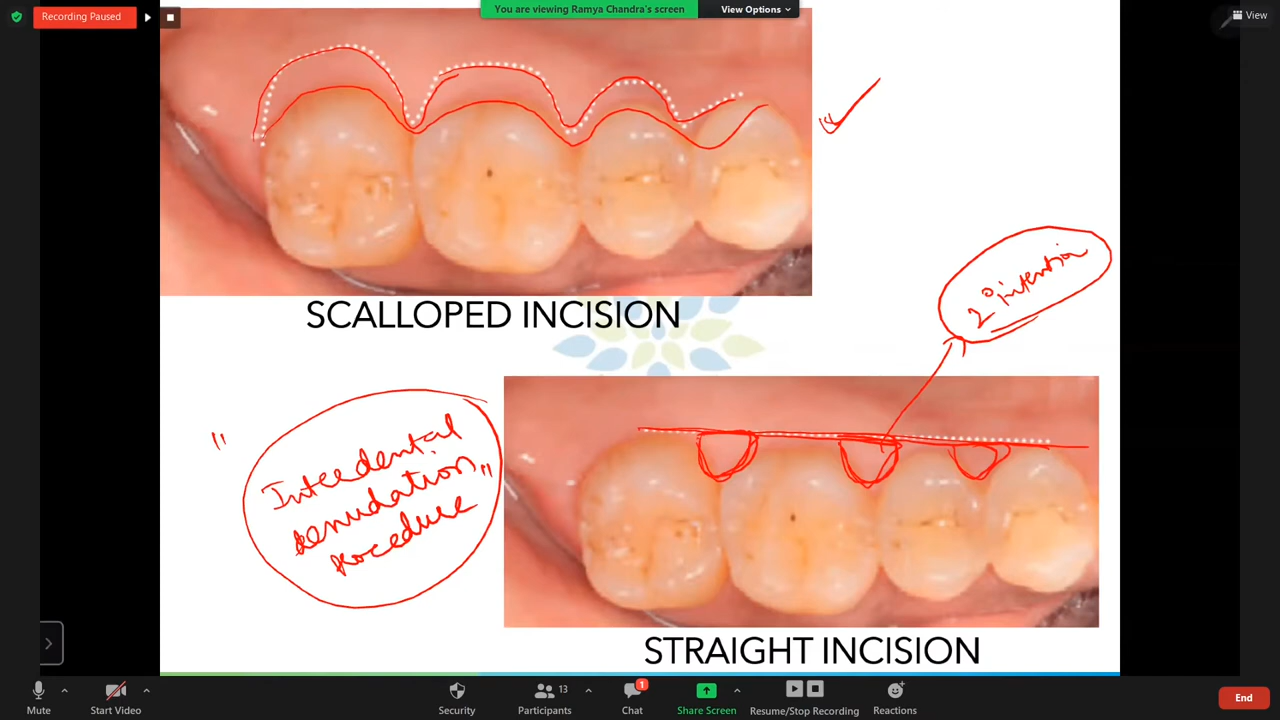 Recording Paused
You are viewing Ramya Chandra's screen
View Options
View
SCALLOPED INCISION
2° intention
"Interdental
denudation"
procedure
STRAIGHT INCISION
Mute
Start Video
Security
13
Participants
1
Chat
Share Screen
Resume/Stop Recording
Reactions
End